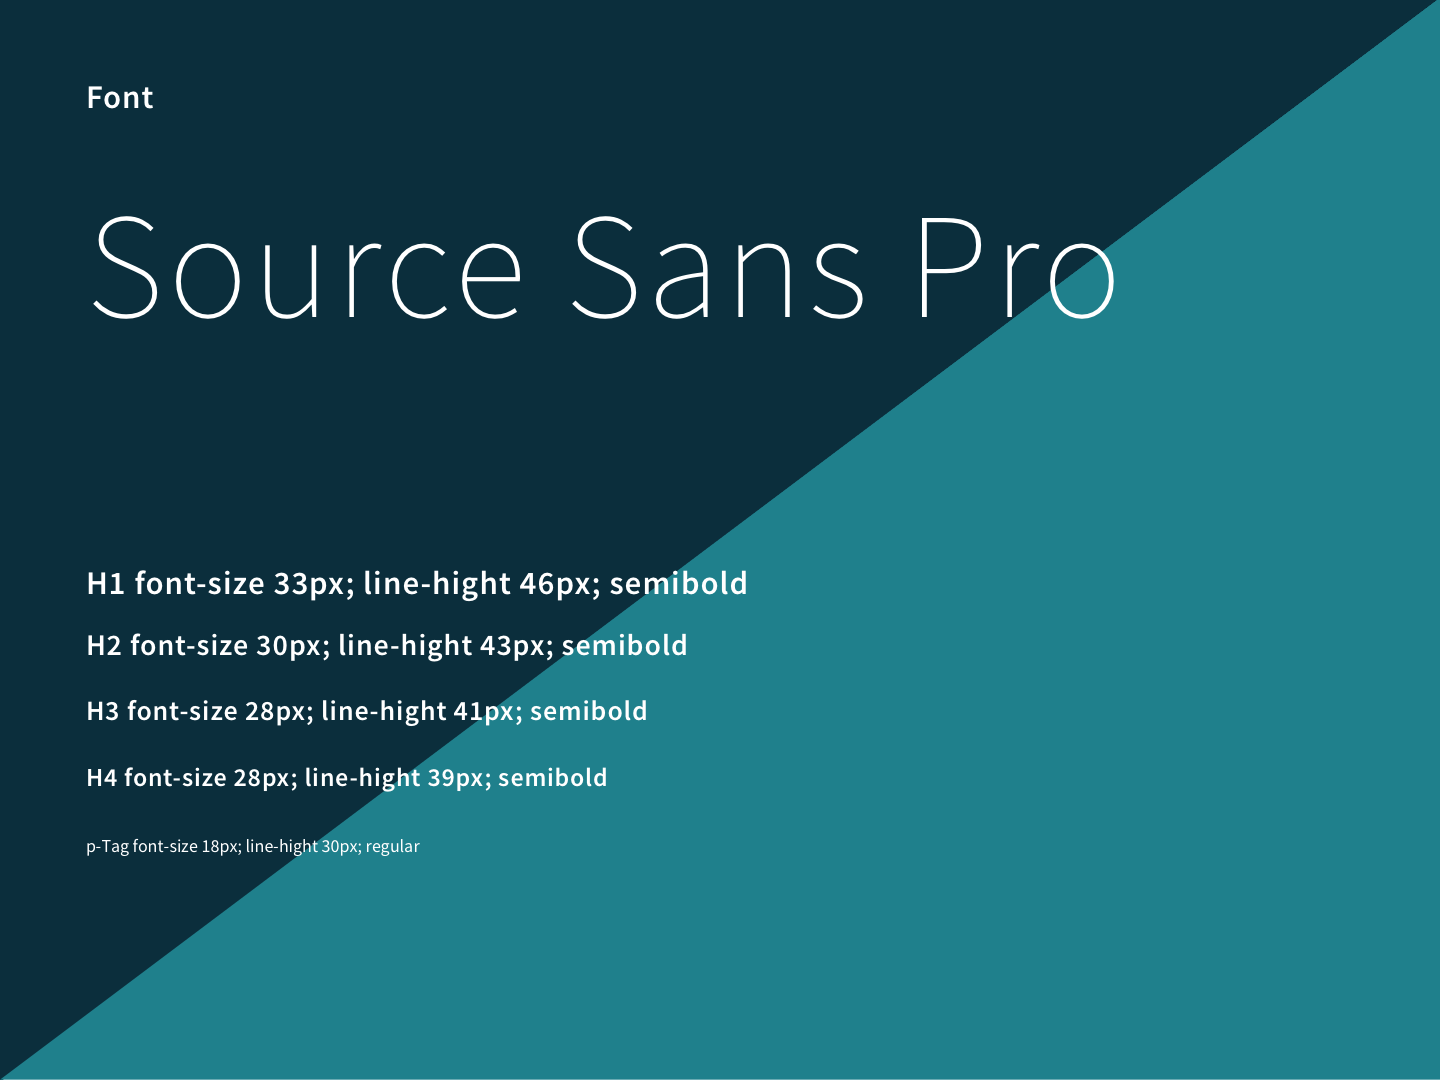 Font
Source Sans Pro
H1 font-size 33px; line-hight 46px; semibold
H2 font-size 30px; line-hight 43px; semibold
H3 font-size 28px; line-hight 41px; semibold
H4 font-size 28px; line-hight 39px; semibold
p-Tag font-size 18px; line-hight 30px; regular